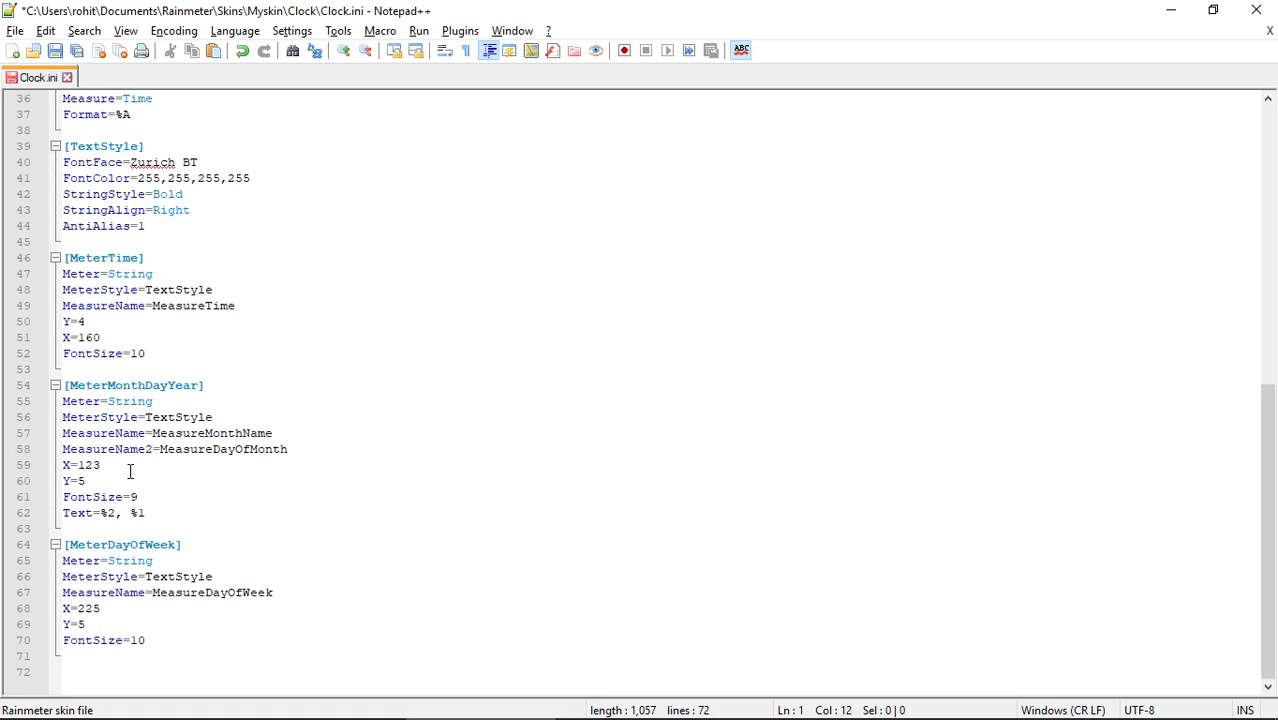 *C:\Users\rohit\Documents\Rainmeter\Skins\Myskin\Clock\Clock.ini - Notepad++
File Edit Search View Encoding Language Settings Tools Macro Run Plugins Window ? X
ABC
Clock.ini
36 Measure=Time
37 Format=%A
38
39 [TextStyle]
40 FontFace=Zurich BT
41 FontColor=255,255,255,255
42 StringStyle=Bold
43 StringAlign=Right
44 AntiAlias=1
45
46 [MeterTime]
47 Meter=String
48 MeterStyle=TextStyle
49 MeasureName=MeasureTime
50 Y=4
51 X=160
52 FontSize=10
53
54 [MeterMonthDayYear]
55 Meter=String
56 MeterStyle=TextStyle
57 MeasureName=MeasureMonthName
58 MeasureName2=MeasureDayOfMonth
59 X=123
60 Y=5
61 FontSize=9
62 Text=%2, %1
63
64 [MeterDayOfWeek]
65 Meter=String
66 MeterStyle=TextStyle
67 MeasureName=MeasureDayOfWeek
68 X=225
69 Y=5
70 FontSize=10
71
72
Rainmeter skin file length : 1,057 lines : 72 Ln : 1 Col : 12 Sel : 0 | 0 Windows (CR LF) UTF-8 INS